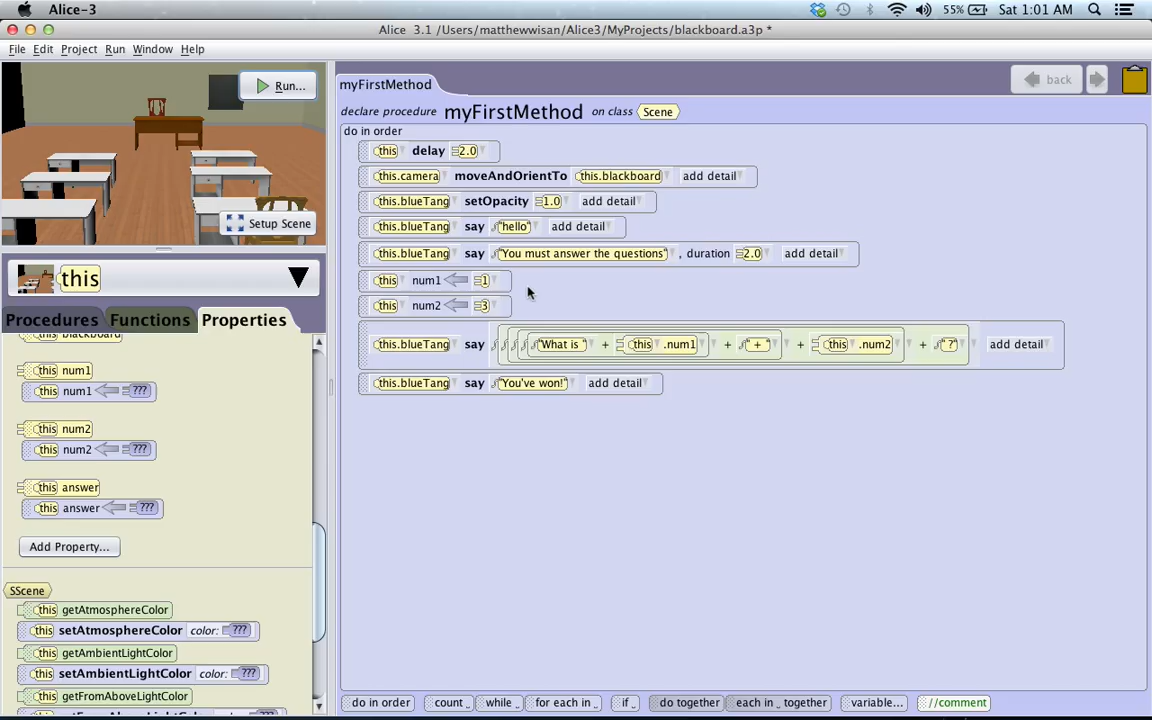 Alice-3 55% Sat 1:01 AM
Alice 3.1 /Users/matthewwisan/Alice3/MyProjects/blackboard.a3p *
File Edit Project Run Window Help
Run...
Setup Scene
this
Procedures Functions Properties
blackboard
this num1
this num1 ???
this num2
this num2 ???
this answer
this answer ???
Add Property...
SScene
this getAtmosphereColor
this setAtmosphereColor color: ???
this getAmbientLightColor
this setAmbientLightColor color: ???
this getFromAboveLightColor
myFirstMethod back
declare procedure myFirstMethod on class Scene
do in order
this delay 2.0
this.camera moveAndOrientTo this.blackboard add detail
this.blueTang setOpacity 1.0 add detail
this.blueTang say "hello" add detail
this.blueTang say "You must answer the questions" , duration 2.0 add detail
this num1 1
this num2 3
this.blueTang say "What is " + this .num1 + " + " + this .num2 + " ?" add detail
this.blueTang say "You've won!" add detail
do in order count while for each in if do together each in together variable... //comment